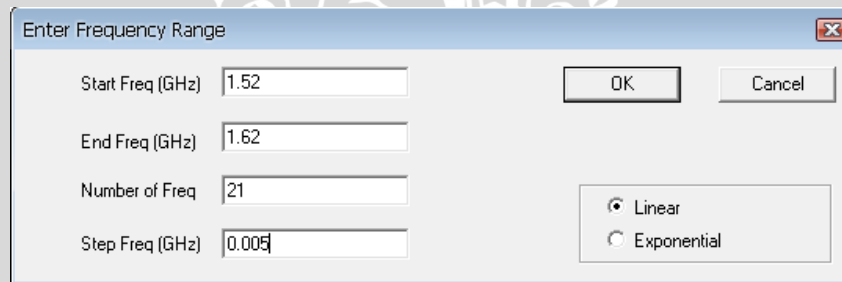 Enter Frequency Range
Start Freq (GHz) 1.52 OK Cancel
End Freq (GHz) 1.62
Number of Freq 21
Linear
Step Freq (GHz) 0.005
Exponential